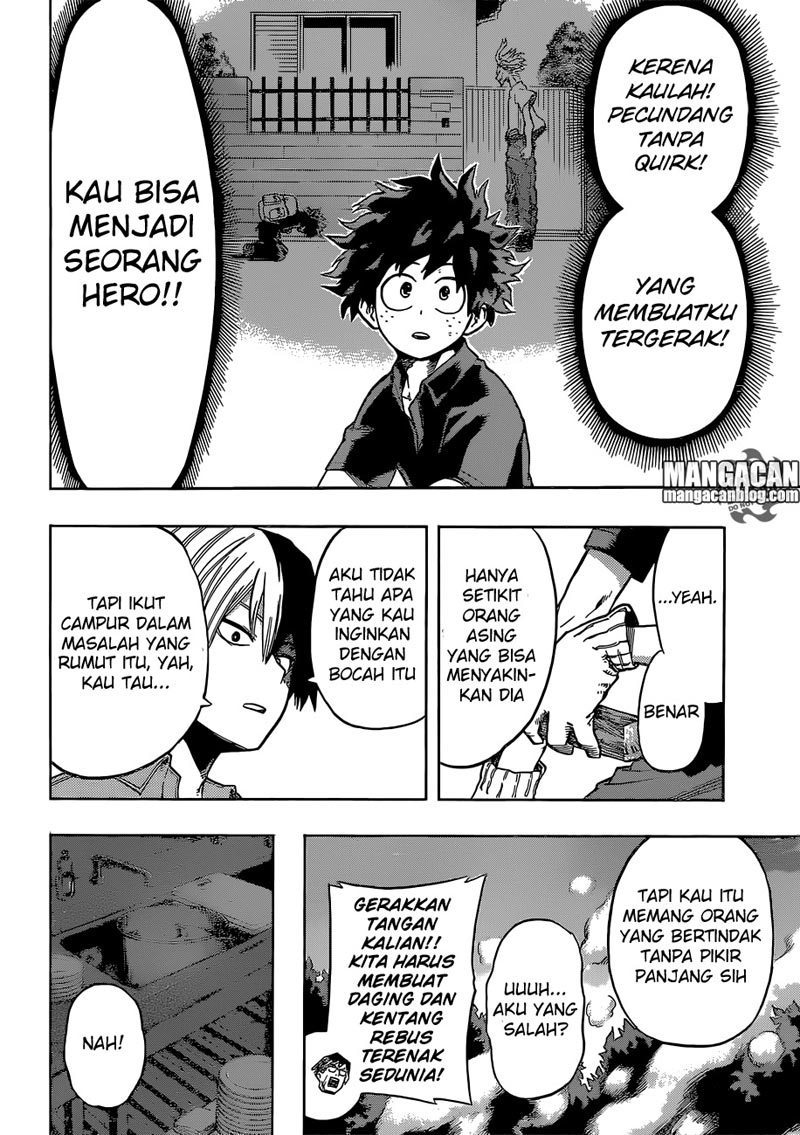 KERENA
KAULAH!
PECUNDANG
TANPA
QUIRK!
YANG
MEMBUATKU
TERGERAK!
KAU BISA
MENJADI
SEORANG
HERO!!
MANGACAN
mangacanblog.com
DO NOT
...YEAH.
BENAR
HANYA
SETIKIT
ORANG
ASING
YANG BISA
MENYAKIN-
KAN DIA
AKU TIDAK
TAHU APA
YANG KAU
INGINKAN
DENGAN
BOCAH ITU
TAPI IKUT
CAMPUR DALAM
MASALAH YANG
RUMUT ITU, YAH,
KAU TAU...
TAPI KAU ITU
MEMANG ORANG
YANG BERTINDAK
TANPA PIKIR
PANJANG SIH
UUUH...
AKU YANG
SALAH?
GERAKKAN
TANGAN
KALIAN!!
KITA HARUS
MEMBUAT
DAGING DAN
KENTANG
REBUS
TERENAK
SEDUNIA!
NAH!